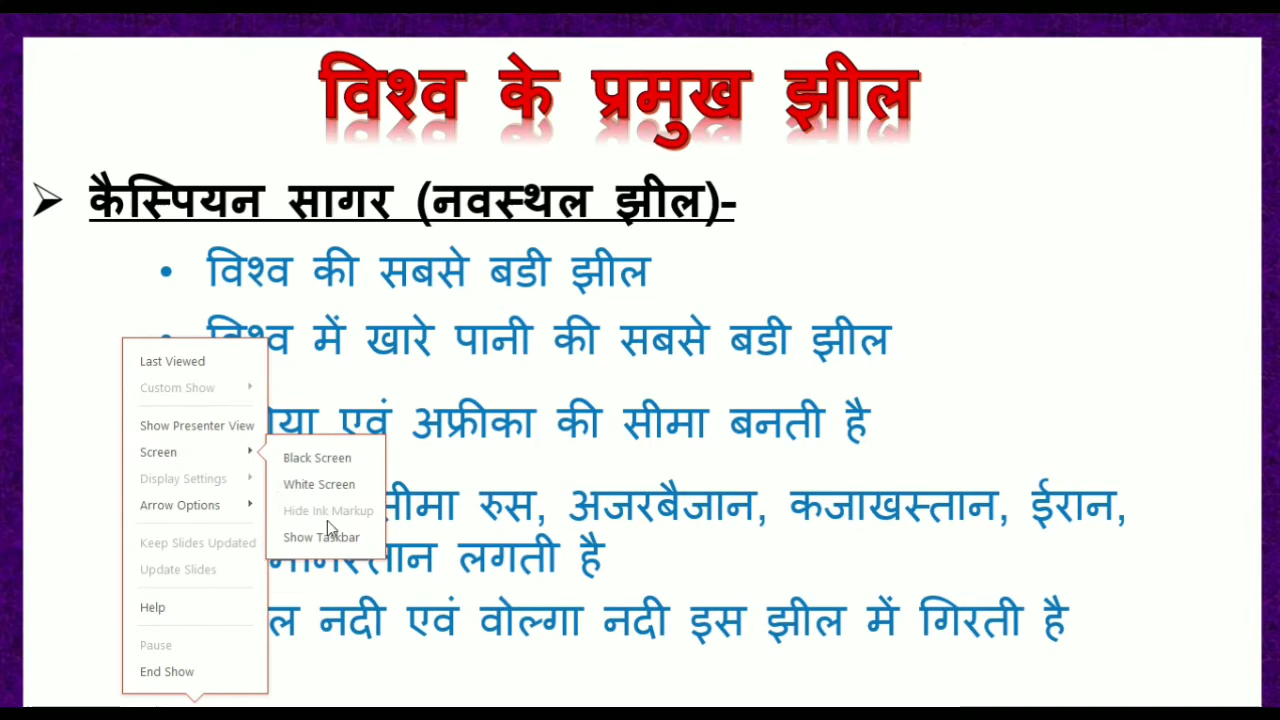 विश्व के प्रमुख झील
➢ कैस्पियन सागर (नवस्थल झील)-
• विश्व की सबसे बडी झील
• विश्व में खारे पानी की सबसे बडी झील
एवं अफ्रीका की सीमा बनती है
सीमा रुस, अजरबैजान, कजाखस्तान, ईरान,
लगती है
नदी एवं वोल्गा नदी इस झील में गिरती है
Last Viewed
Custom Show
Show Presenter View
Screen
Display Settings
Arrow Options
Keep Slides Updated
Update Slides
Help
Pause
End Show
Black Screen
White Screen
Hide Ink Markup
Show Taskbar